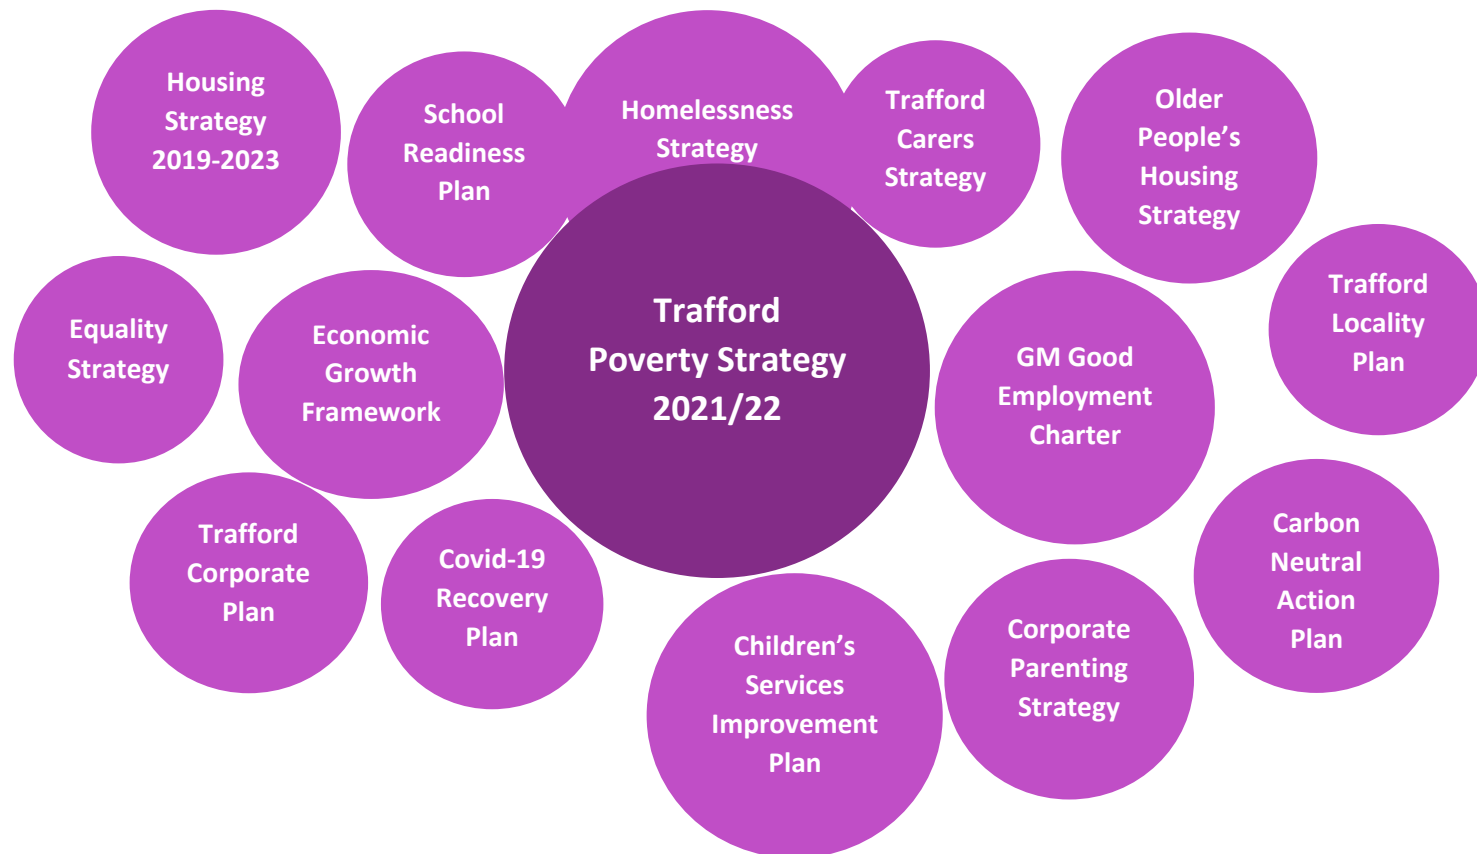 Housing
Strategy
2019-2023
School
Readiness
Plan
Homelessness
Strategy
Trafford
Carers
Strategy
Older
People’s
Housing
Strategy
Equality
Strategy
Economic
Growth
Framework
Trafford
Poverty Strategy
2021/22
GM Good
Employment
Charter
Trafford
Locality
Plan
Trafford
Corporate
Plan
Covid-19
Recovery
Plan
Children’s
Services
Improvement
Plan
Corporate
Parenting
Strategy
Carbon
Neutral
Action
Plan